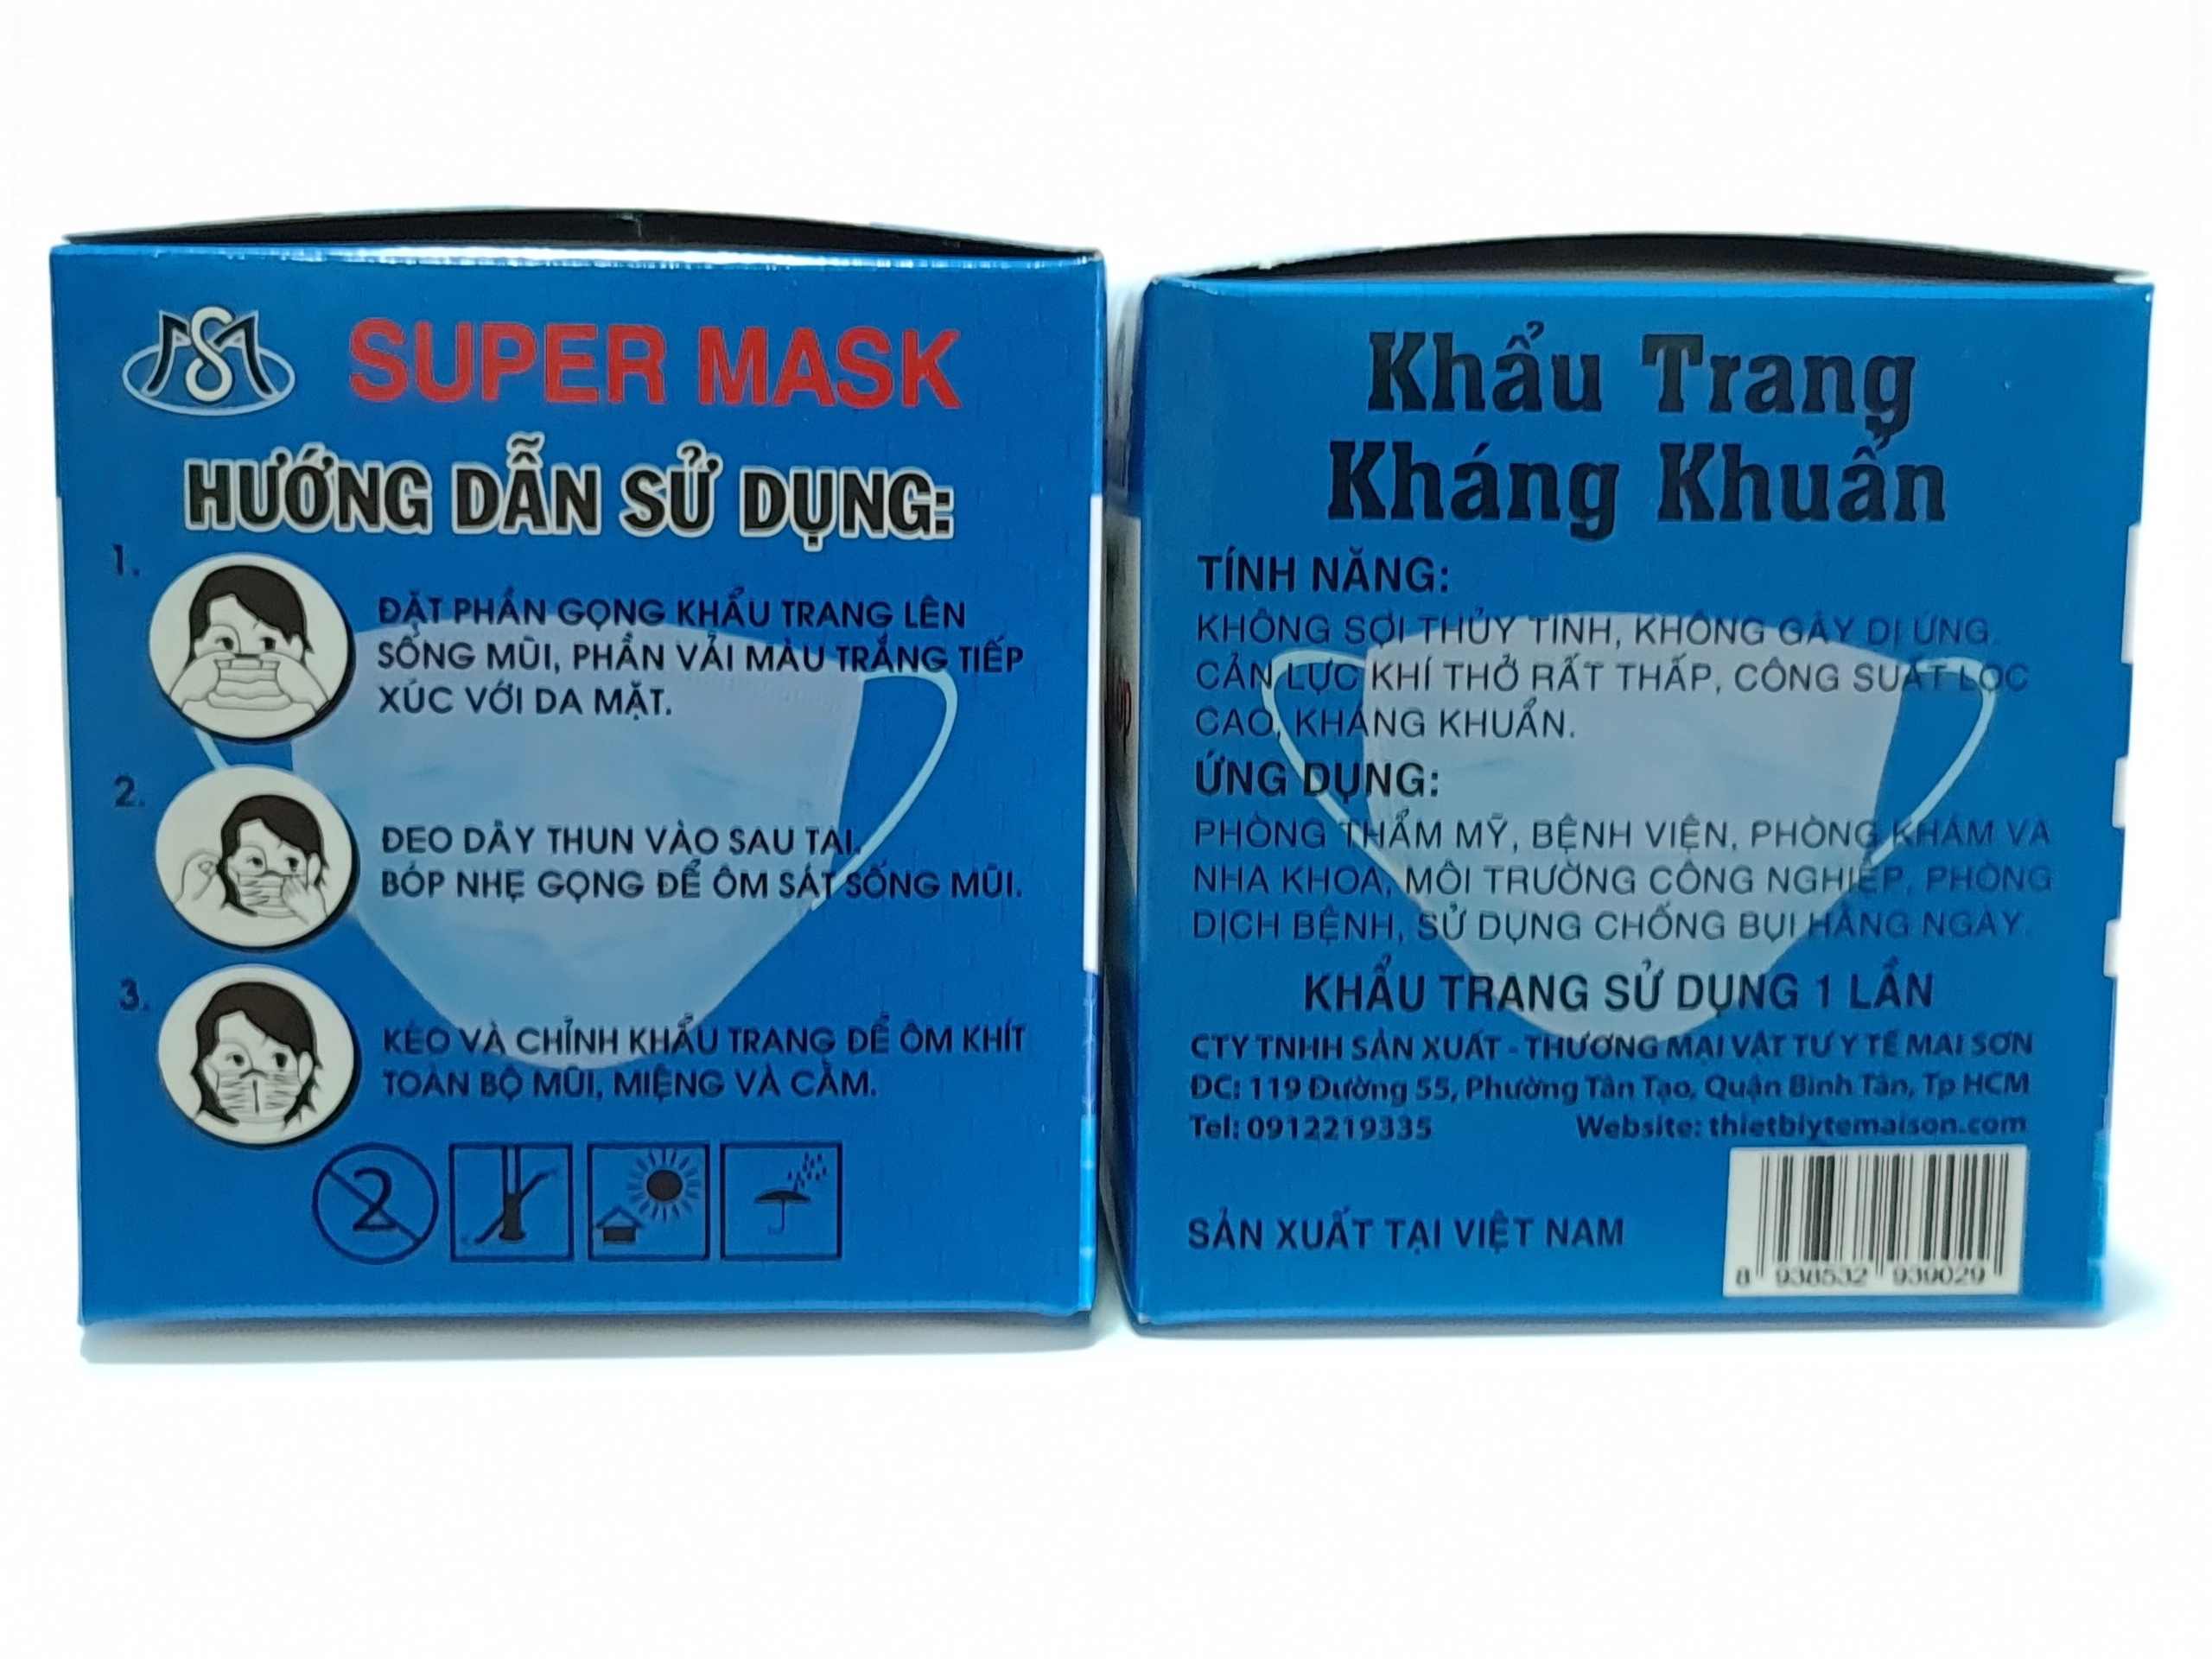 SM
SUPER MASK
HƯỚNG DẪN SỬ DỤNG:
1.
ĐẶT PHẦN GỌNG KHẨU TRANG LÊN
SỐNG MŨI, PHẦN VẢI MÀU TRẮNG TIẾP
XÚC VỚI DA MẶT.
2.
ĐEO DÂY THUN VÀO SAU TAI.
BÓP NHẸ GỌNG ĐỂ ÔM SÁT SỐNG MŨI.
3.
KÉO VÀ CHỈNH KHẨU TRANG ĐỂ ÔM KHÍT
TOÀN BỘ MŨI, MIỆNG VÀ CẰM.
2
Khẩu Trang
Kháng Khuẩn
TÍNH NĂNG:
KHÔNG SỢI THỦY TINH, KHÔNG GÂY DỊ ỨNG.
CẢN LỰC KHÍ THỞ RẤT THẤP, CÔNG SUẤT LỌC
CAO, KHÁNG KHUẨN.
ỨNG DỤNG:
PHÒNG THẨM MỸ, BỆNH VIỆN, PHÒNG KHÁM VÀ
NHA KHOA, MÔI TRƯỜNG CÔNG NGHIỆP, PHÒNG
DỊCH BỆNH, SỬ DỤNG CHỐNG BỤI HẰNG NGÀY.
KHẨU TRANG SỬ DỤNG 1 LẦN
CTY TNHH SẢN XUẤT - THƯƠNG MẠI VẬT TƯ Y TẾ MAI SƠN
ĐC: 119 Đường 55, Phường Tân Tạo, Quận Bình Tân, Tp HCM
Tel: 0912219335 Website: thietbiytemaison.com
SẢN XUẤT TẠI VIỆT NAM
8 938532 939029